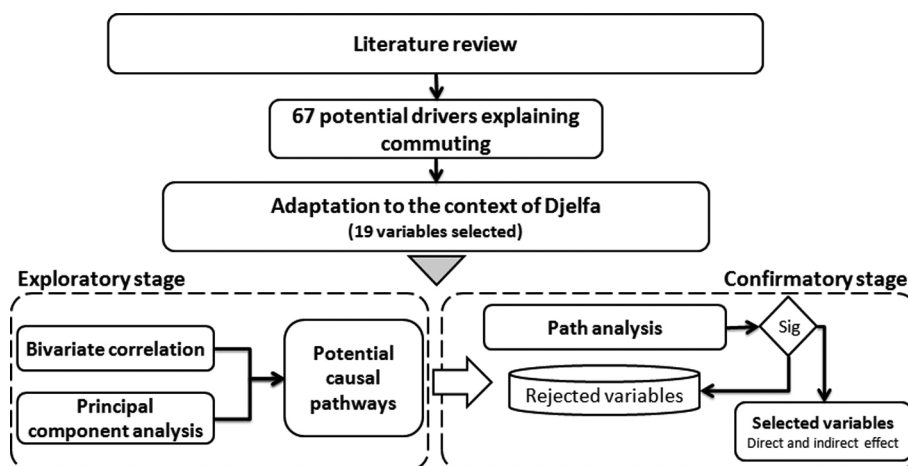 Literature review
67 potential drivers explaining
commuting
Adaptation to the context of Djelfa
(19 variables selected)
Exploratory stage
Bivariate correlation
Principal
component analysis
Potential
causal
pathways
Confirmatory stage
Path analysis
Sig
Rejected variables
Selected variables
Direct and indirect effect